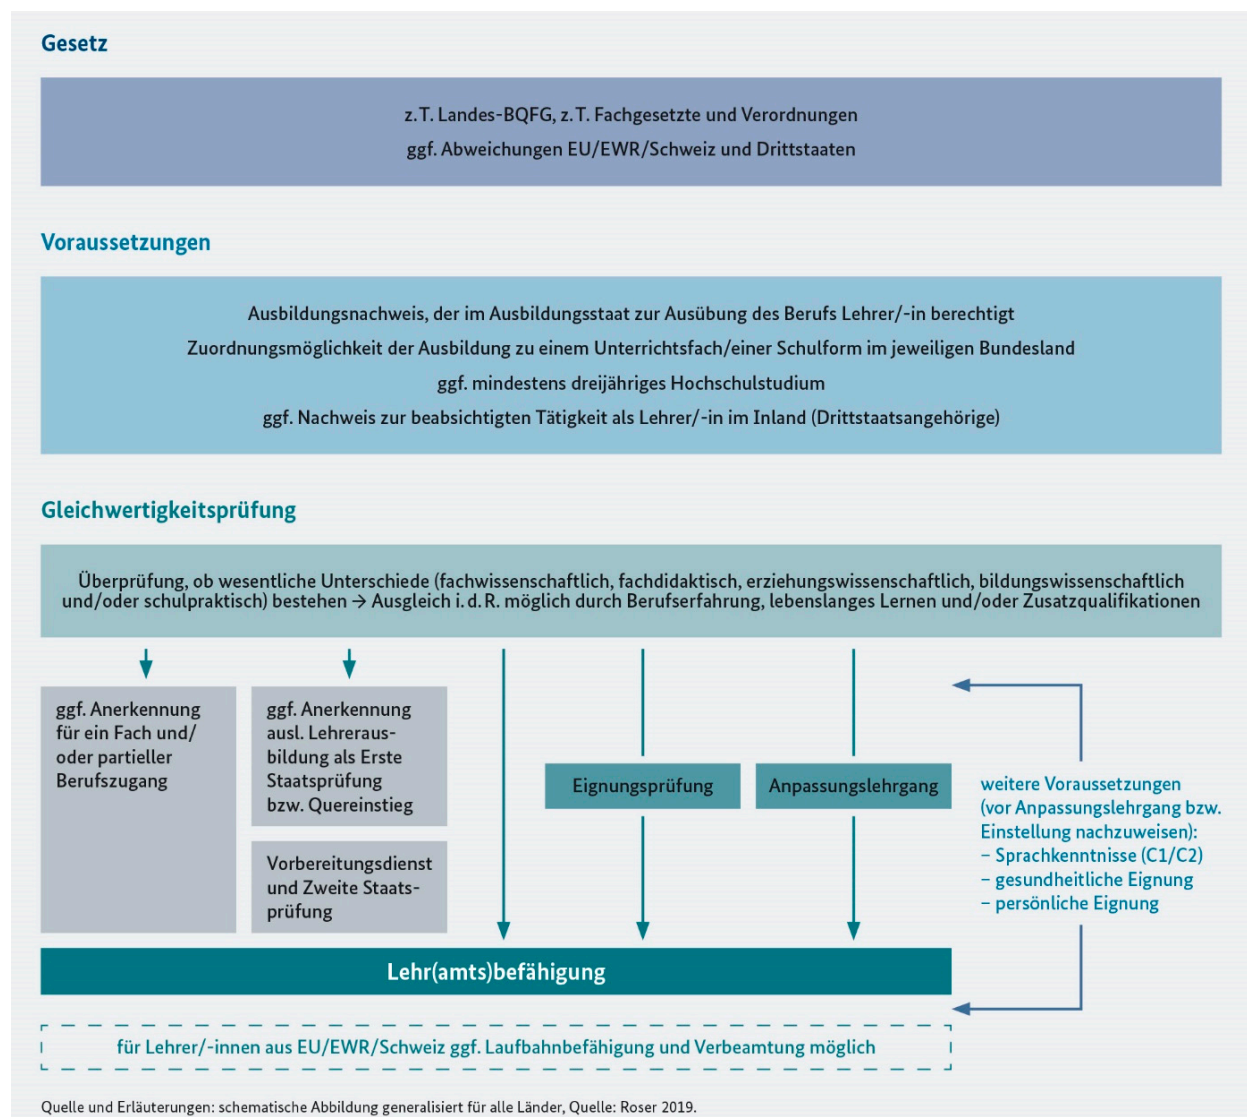 Gesetz
z. T. Landes-BQFG, z. T. Fachgesetzte und Verordnungen
ggf. Abweichungen EU/EWR/Schweiz und Drittstaaten
Voraussetzungen
Ausbildungsnachweis, der im Ausbildungsstaat zur Ausübung des Berufs Lehrer/-in berechtigt
Zuordnungsmöglichkeit der Ausbildung zu einem Unterrichtsfach/einer Schulform im jeweiligen Bundesland
ggf. mindestens dreijähriges Hochschulstudium
ggf. Nachweis zur beabsichtigten Tätigkeit als Lehrer/-in im Inland (Drittstaatsangehörige)
Gleichwertigkeitsprüfung
Überprüfung, ob wesentliche Unterschiede (fachwissenschaftlich, fachdidaktisch, erziehungswissenschaftlich, bildungswissenschaftlich
und/oder schulpraktisch) bestehen → Ausgleich i. d. R. möglich durch Berufserfahrung, lebenslanges Lernen und/oder Zusatzqualifikationen
ggf. Anerkennung
für ein Fach und/
oder partieller
Berufszugang
ggf. Anerkennung
ausl. Lehreraus-
bildung als Erste
Staatsprüfung
bzw. Quereinstieg
Vorbereitungsdienst
und Zweite Staats-
prüfung
Eignungsprüfung
Anpassungslehrgang
weitere Voraussetzungen
(vor Anpassungslehrgang bzw.
Einstellung nachzuweisen):
– Sprachkenntnisse (C1/C2)
– gesundheitliche Eignung
– persönliche Eignung
Lehr(amts)befähigung
für Lehrer/-innen aus EU/EWR/Schweiz ggf. Laufbahnbefähigung und Verbeamtung möglich
Quelle und Erläuterungen: schematische Abbildung generalisiert für alle Länder, Quelle: Roser 2019.